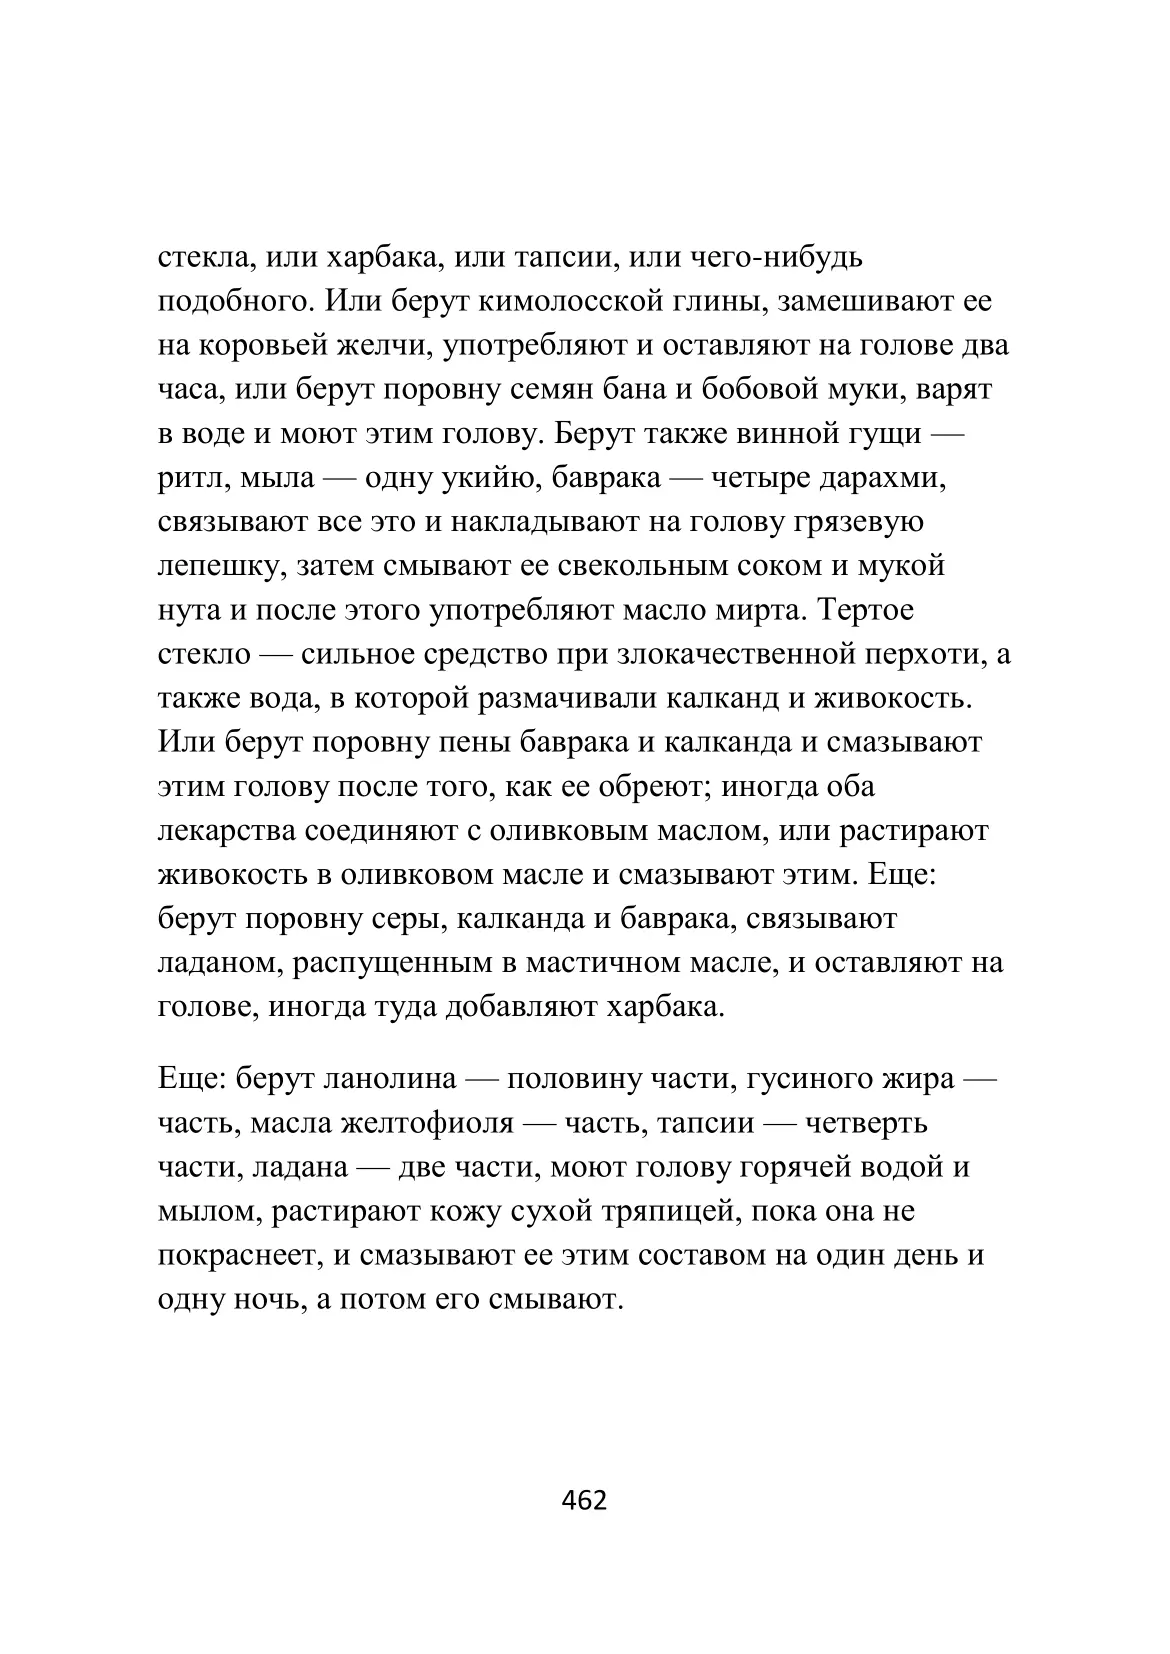 стекла, или харбака, или тапсии, или чего-нибудь
подобного. Или берут кимолосской глины, замешивают ее
на коровьей желчи, употребляют и оставляют на голове два
часа, или берут поровну семян бана и бобовой муки, варят
в воде и моют этим голову. Берут также винной гущи —
ритл, мыла — одну укийю, баврака — четыре дарахми,
связывают все это и накладывают на голову грязевую
лепешку, затем смывают ее свекольным соком и мукой
нута и после этого употребляют масло мирта. Тертое
стекло — сильное средство при злокачественной перхоти, а
также вода, в которой размачивали калканд и живокость.
Или берут поровну пены баврака и калканда и смазывают
этим голову после того, как ее обреют; иногда оба
лекарства соединяют с оливковым маслом, или растирают
живокость в оливковом масле и смазывают этим. Еще:
берут поровну серы, калканда и баврака, связывают
ладаном, распущенным в мастичном масле, и оставляют на
голове, иногда туда добавляют харбака.
Еще: берут ланолина — половину части, гусиного жира —
часть, масла желтофиоля — часть, тапсии — четверть
части, ладана — две части, моют голову горячей водой и
мылом, растирают кожу сухой тряпицей, пока она не
покраснеет, и смазывают ее этим составом на один день и
одну ночь, а потом его смывают.
462